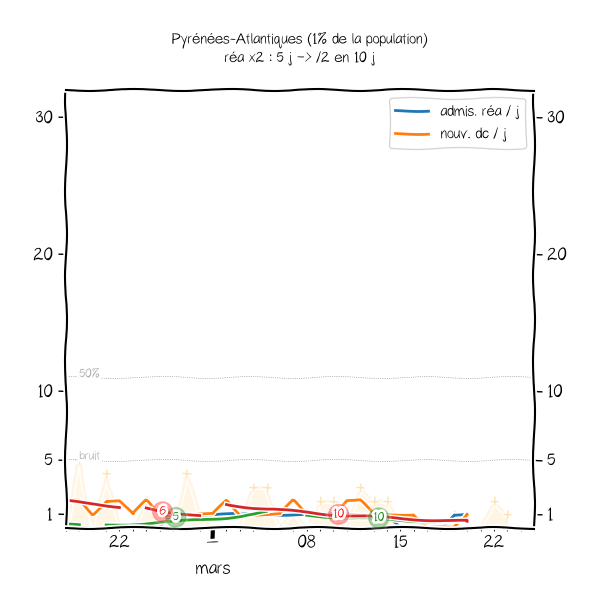 Pyrénées-Atlantiques (1% de la population)
réa x2 : 5 j -> /2 en 10 j
admis. réa / j
nouv. dc / j
30 30
20 20
10 10
50%
5 5
bruit
1 1
6 5 10 10
22 1 08 15 22
mars